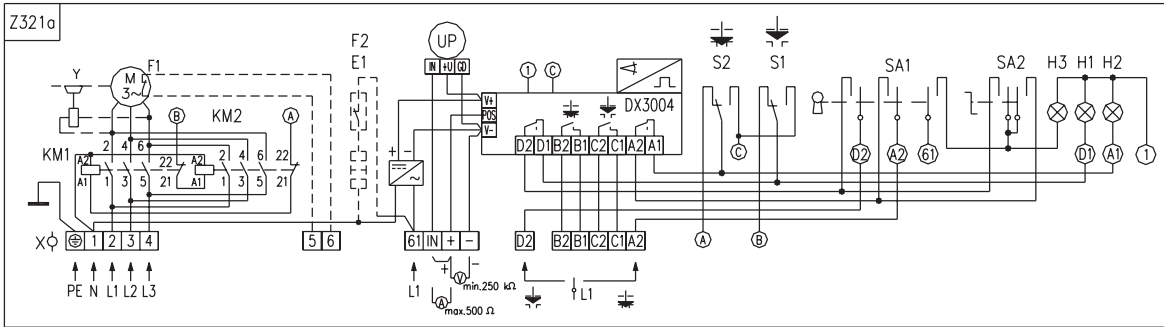 Z321a
F2
E1
UP
IN +U GD
Y
M
3~
F1
B
A
KM2
KM1
2 4 6
A2
A1
1 3 5
22
21
A2
A1
2 4 6 22
1 3 5 21
+ -
V+
POS
V-
1
C
DX3004
D2 D1 B2 B1 C2 C1 A2 A1
S2
S1
C
SA1
SA2
H3 H1 H2
D2
A2
61
D1
A1
1
X
1 2 3 4
5 6
61 IN + -
D2
B2 B1 C2 C1 A2
A
B
PE N L1 L2 L3
L1
+ -
V
min.250 kΩ
A
max.500 Ω
L1